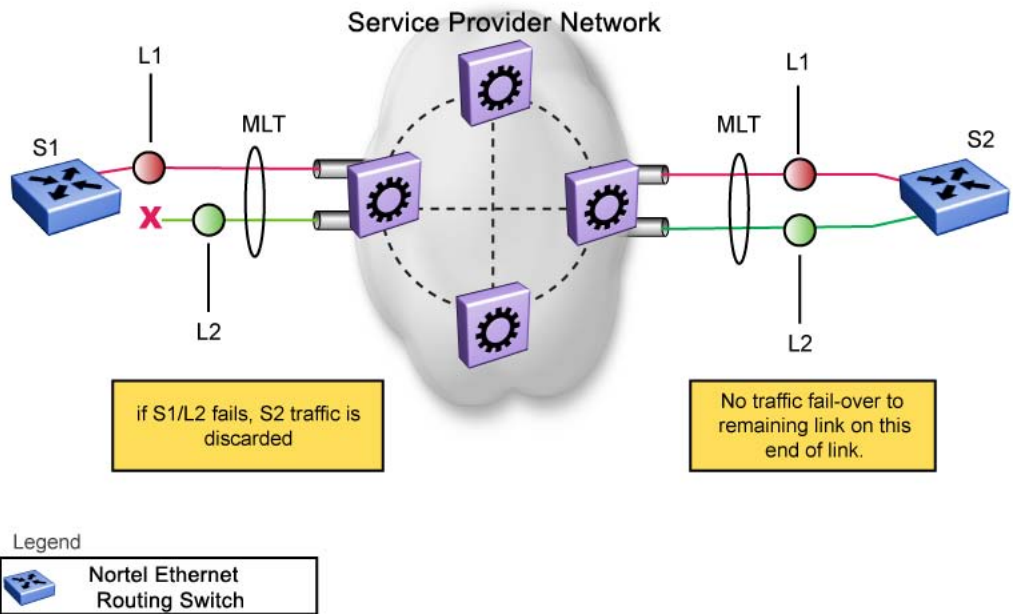 Service Provider Network
L1
MLT
S1
X
L2
L1
MLT
S2
L2
if S1/L2 fails, S2 traffic is
discarded
No traffic fail-over to
remaining link on this
end of link.
Legend
Nortel Ethernet
Routing Switch